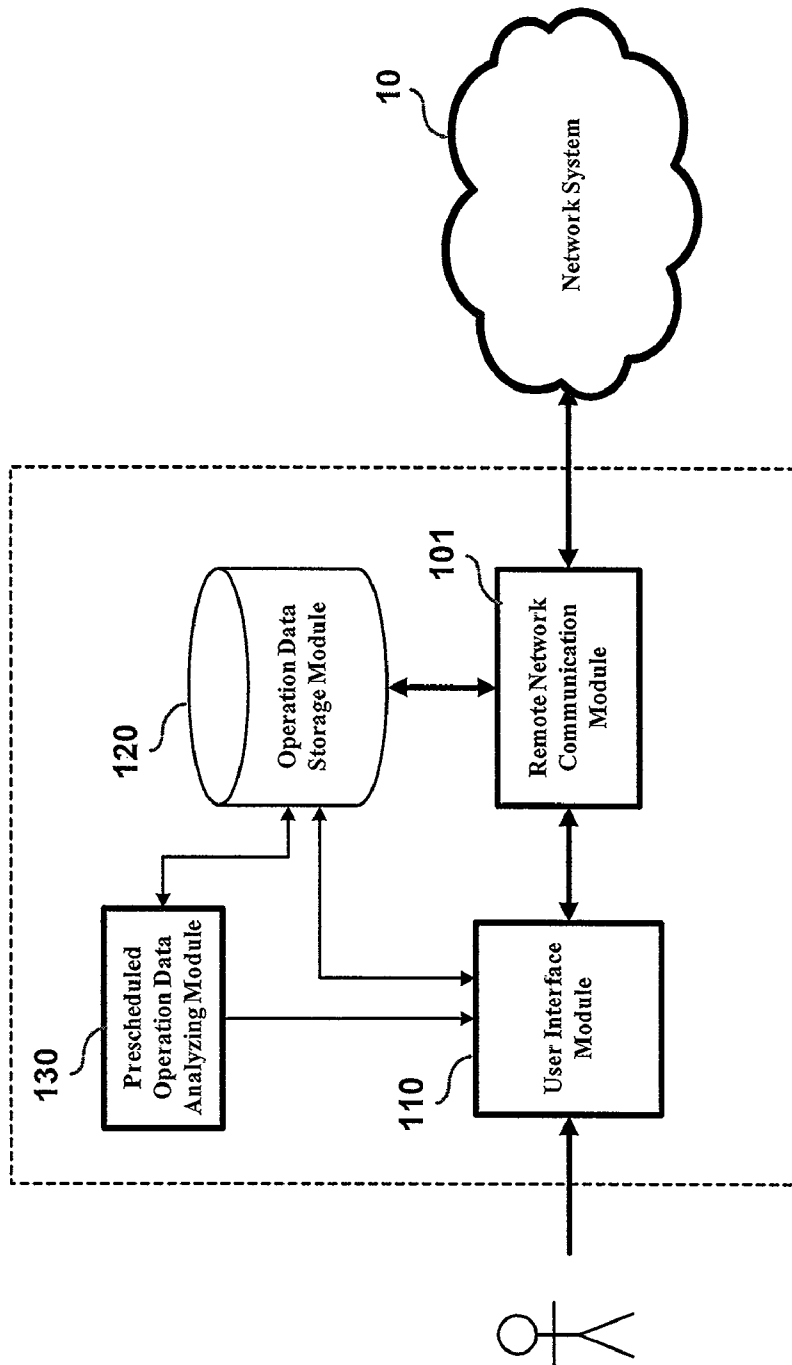 130
Prescheduled
Operation Data
Analyzing Module
120
Operation Data
Storage Module
10
Network System
110
User Interface
Module
101
Remote Network
Communication
Module